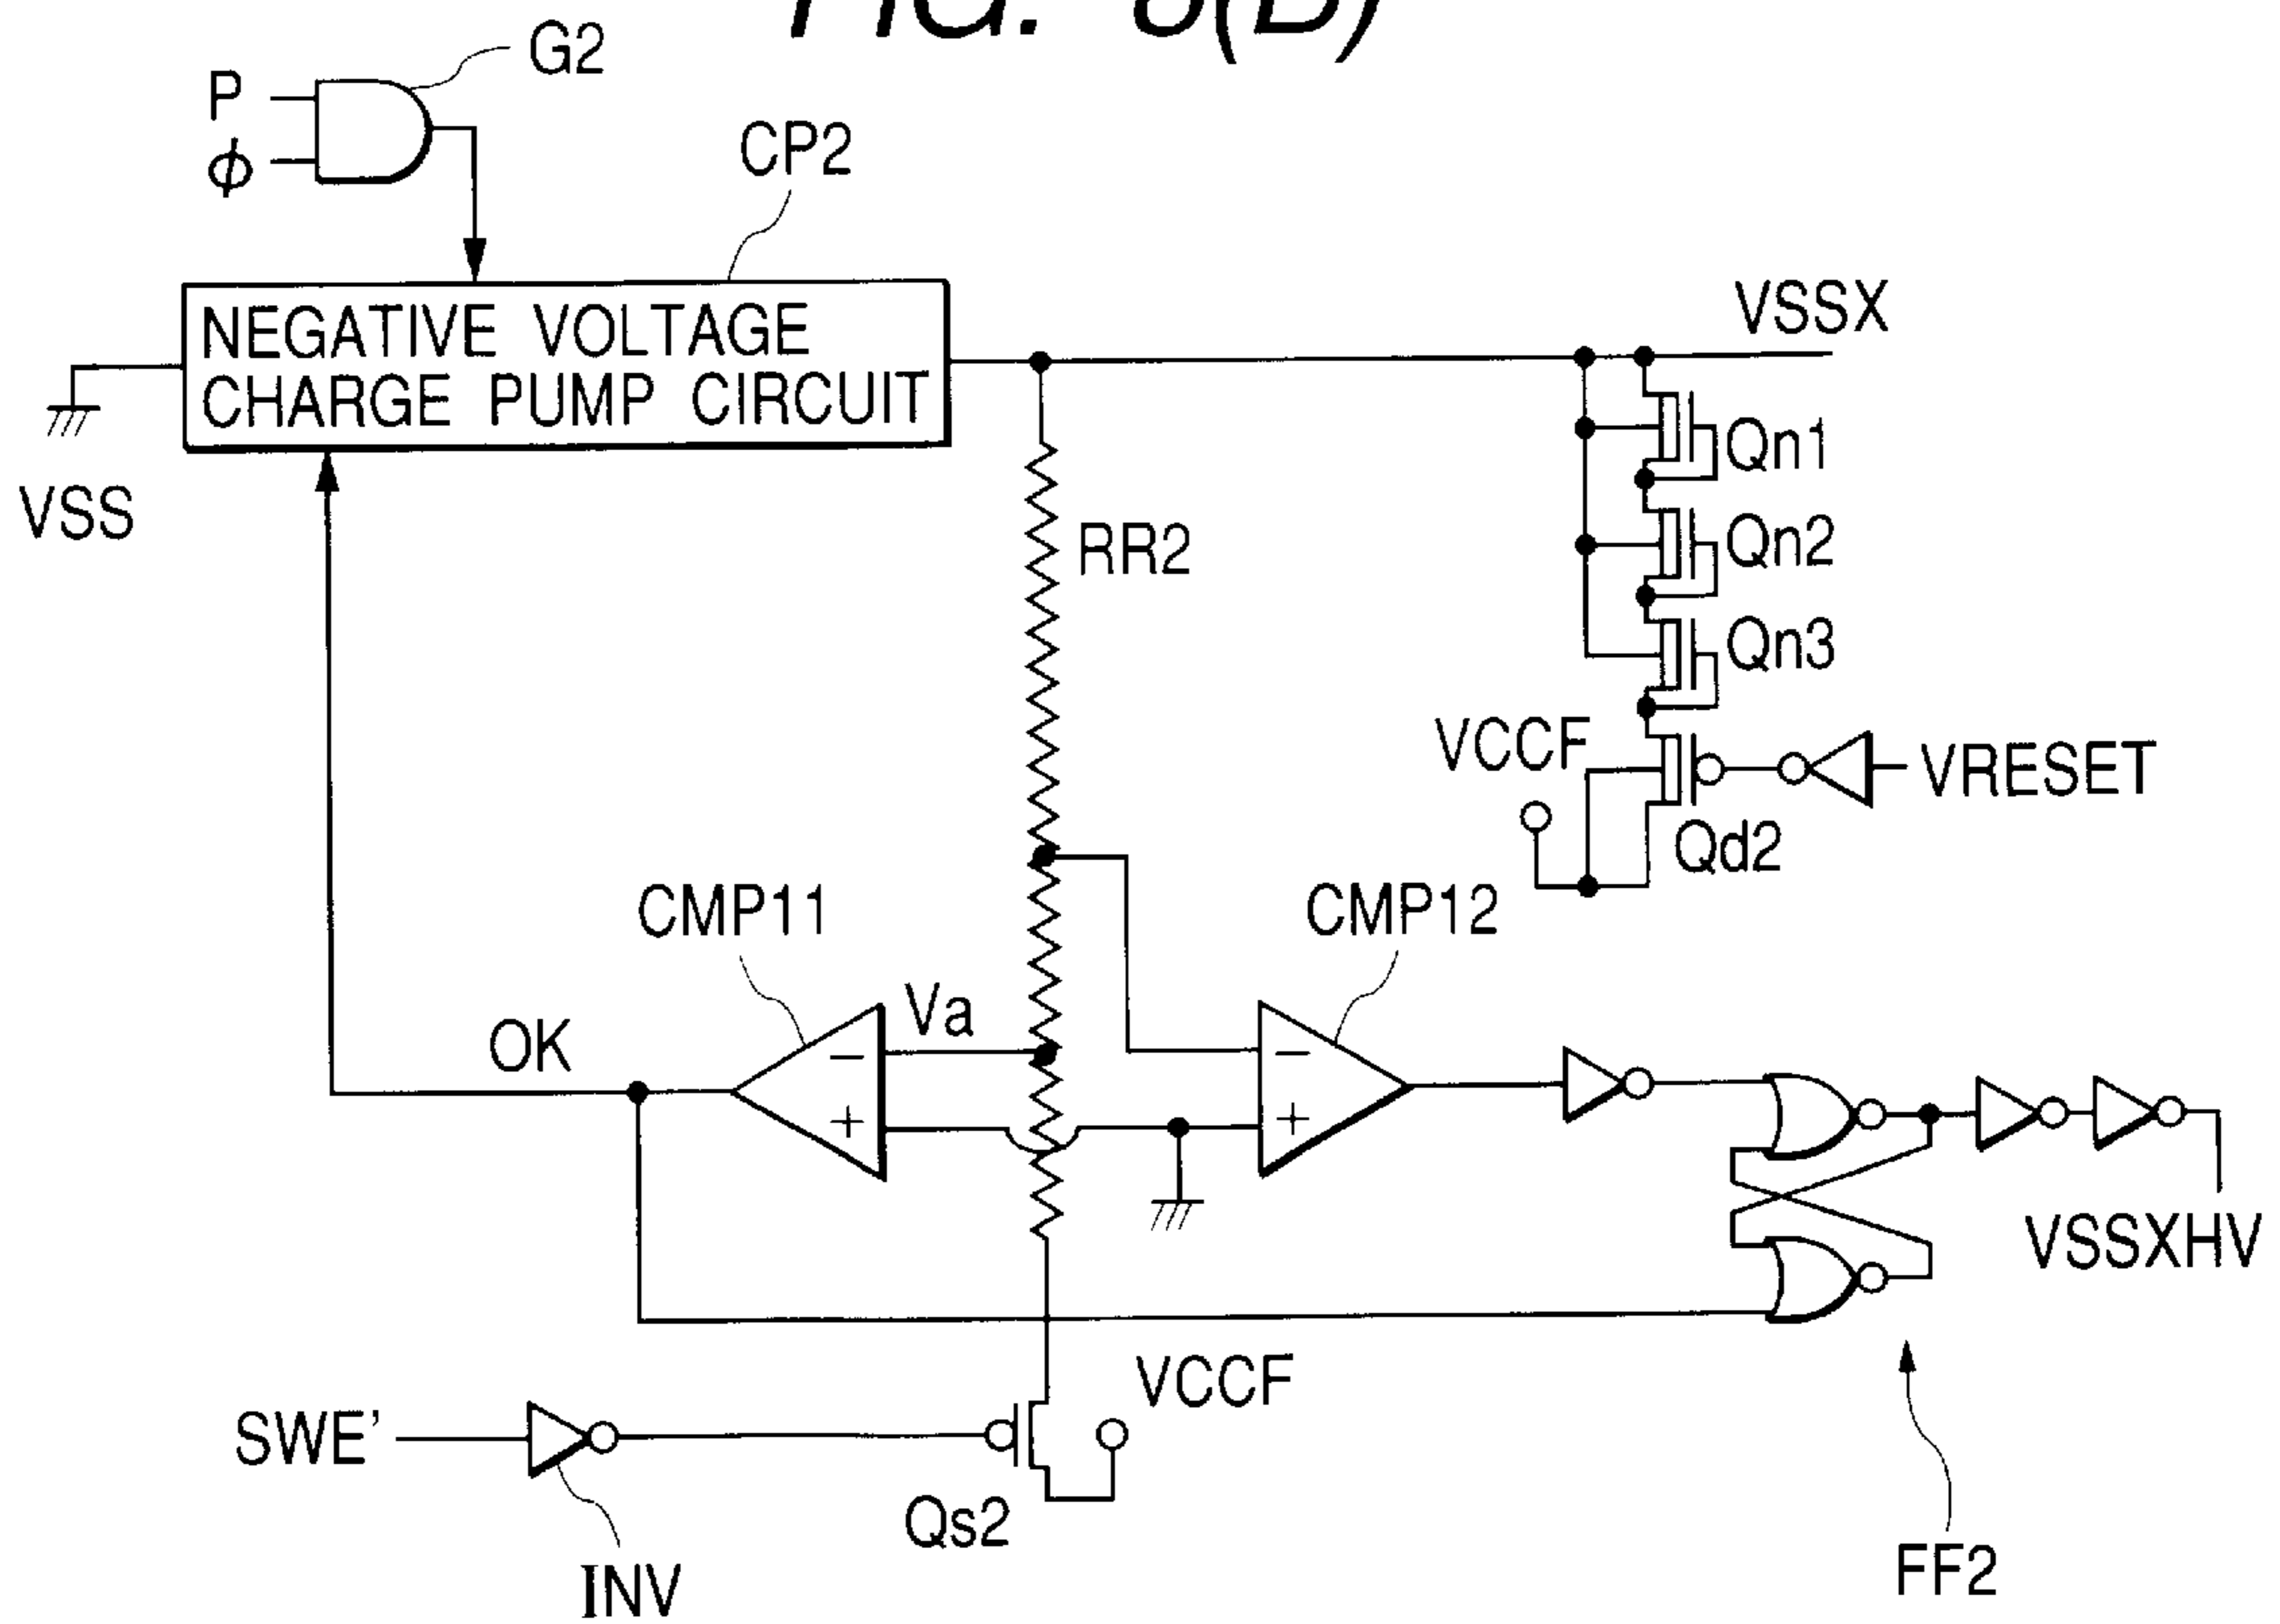 G2
P
ϕ
CP2
NEGATIVE VOLTAGE
CHARGE PUMP CIRCUIT
VSSX
VSS
Qn1
RR2
Qn2
Qn3
VCCF
VRESET
Qd2
CMP11
CMP12
Va
OK
−
−
+
+
VSSXHV
VCCF
SWE'
Qs2
INV
FF2